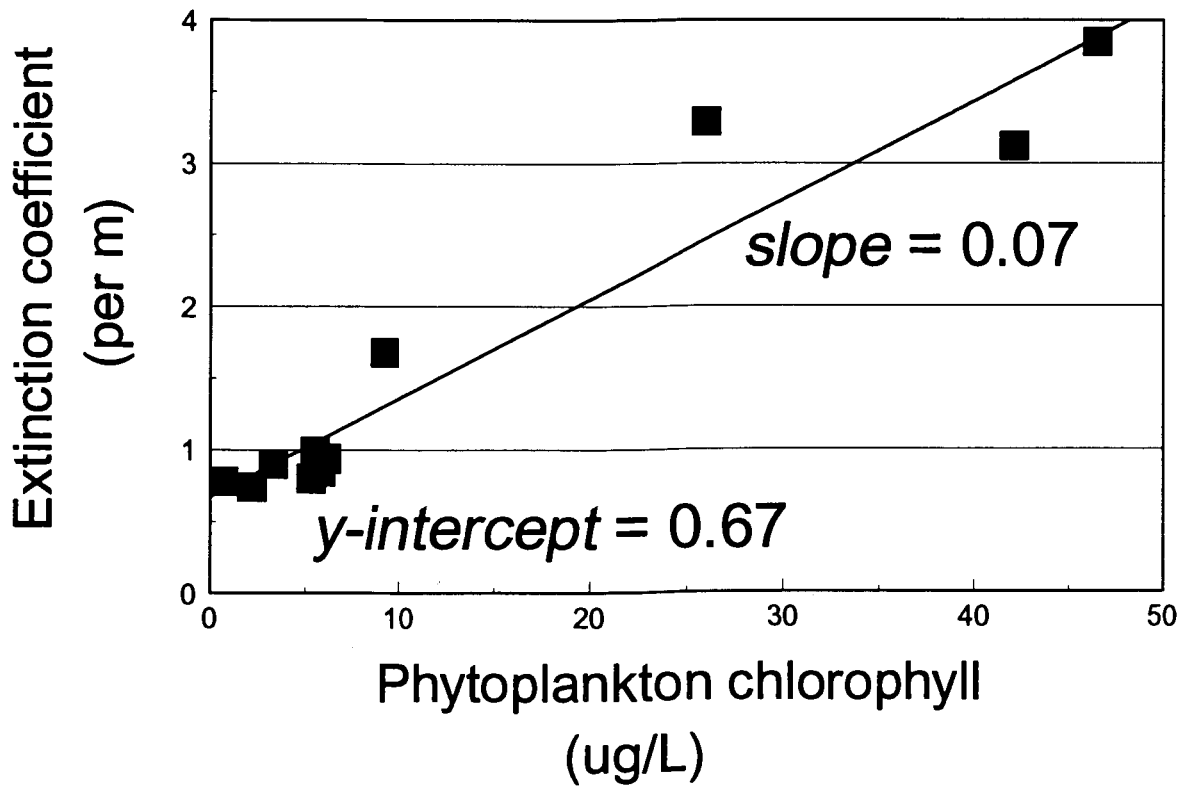 Extinction coefficient
(per m)
4
3
2
1
0
slope = 0.07
y-intercept = 0.67
0 10 20 30 40 50
Phytoplankton chlorophyll
(ug/L)